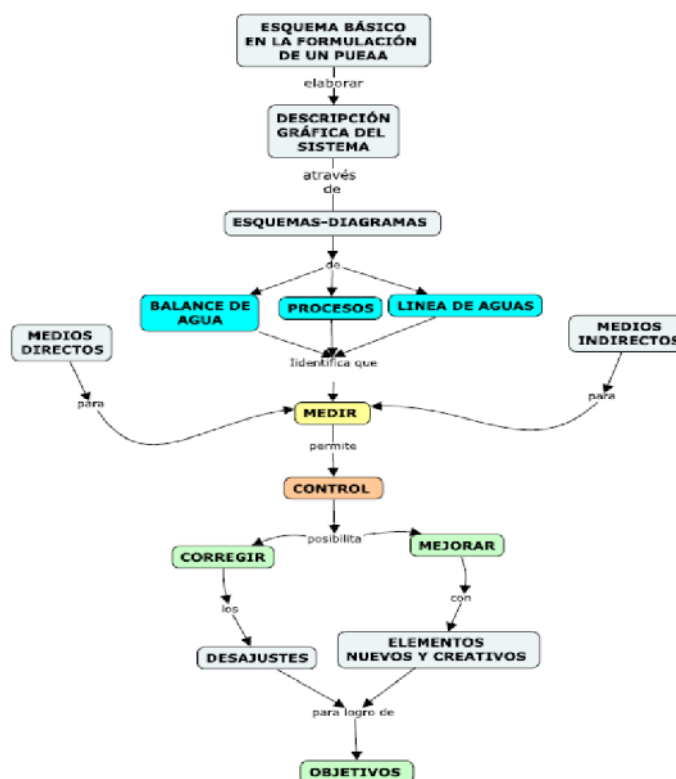 ESQUEMA BÁSICO
EN LA FORMULACIÓN
DE UN PUEAA
elaborar
DESCRIPCIÓN
GRÁFICA DEL
SISTEMA
através
de
ESQUEMAS-DIAGRAMAS
de
BALANCE DE
AGUA
PROCESOS
LINEA DE AGUAS
MEDIOS
DIRECTOS
MEDIOS
INDIRECTOS
Iidentifica que
para
para
MEDIR
permite
CONTROL
posibilita
CORREGIR
MEJORAR
los
con
DESAJUSTES
ELEMENTOS
NUEVOS Y CREATIVOS
para logro de
OBJETIVOS